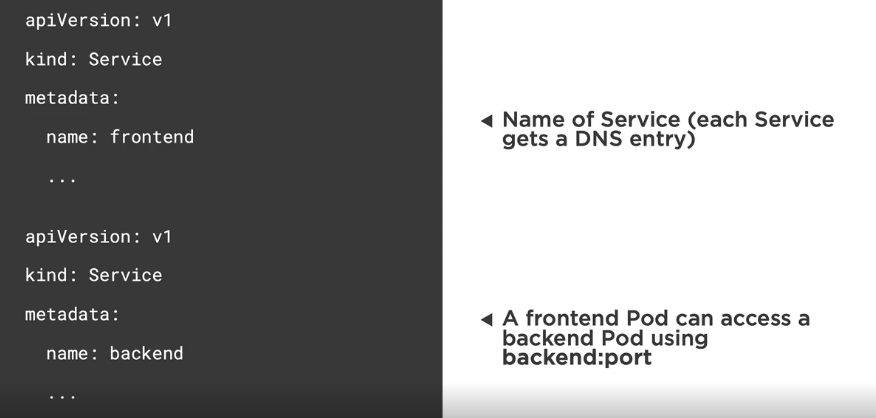 apiVersion: v1
kind: Service
metadata:
  name: frontend
  ...
apiVersion: v1
kind: Service
metadata:
  name: backend
  ...
◄ Name of Service (each Service
gets a DNS entry)
◄ A frontend Pod can access a
backend Pod using
backend:port